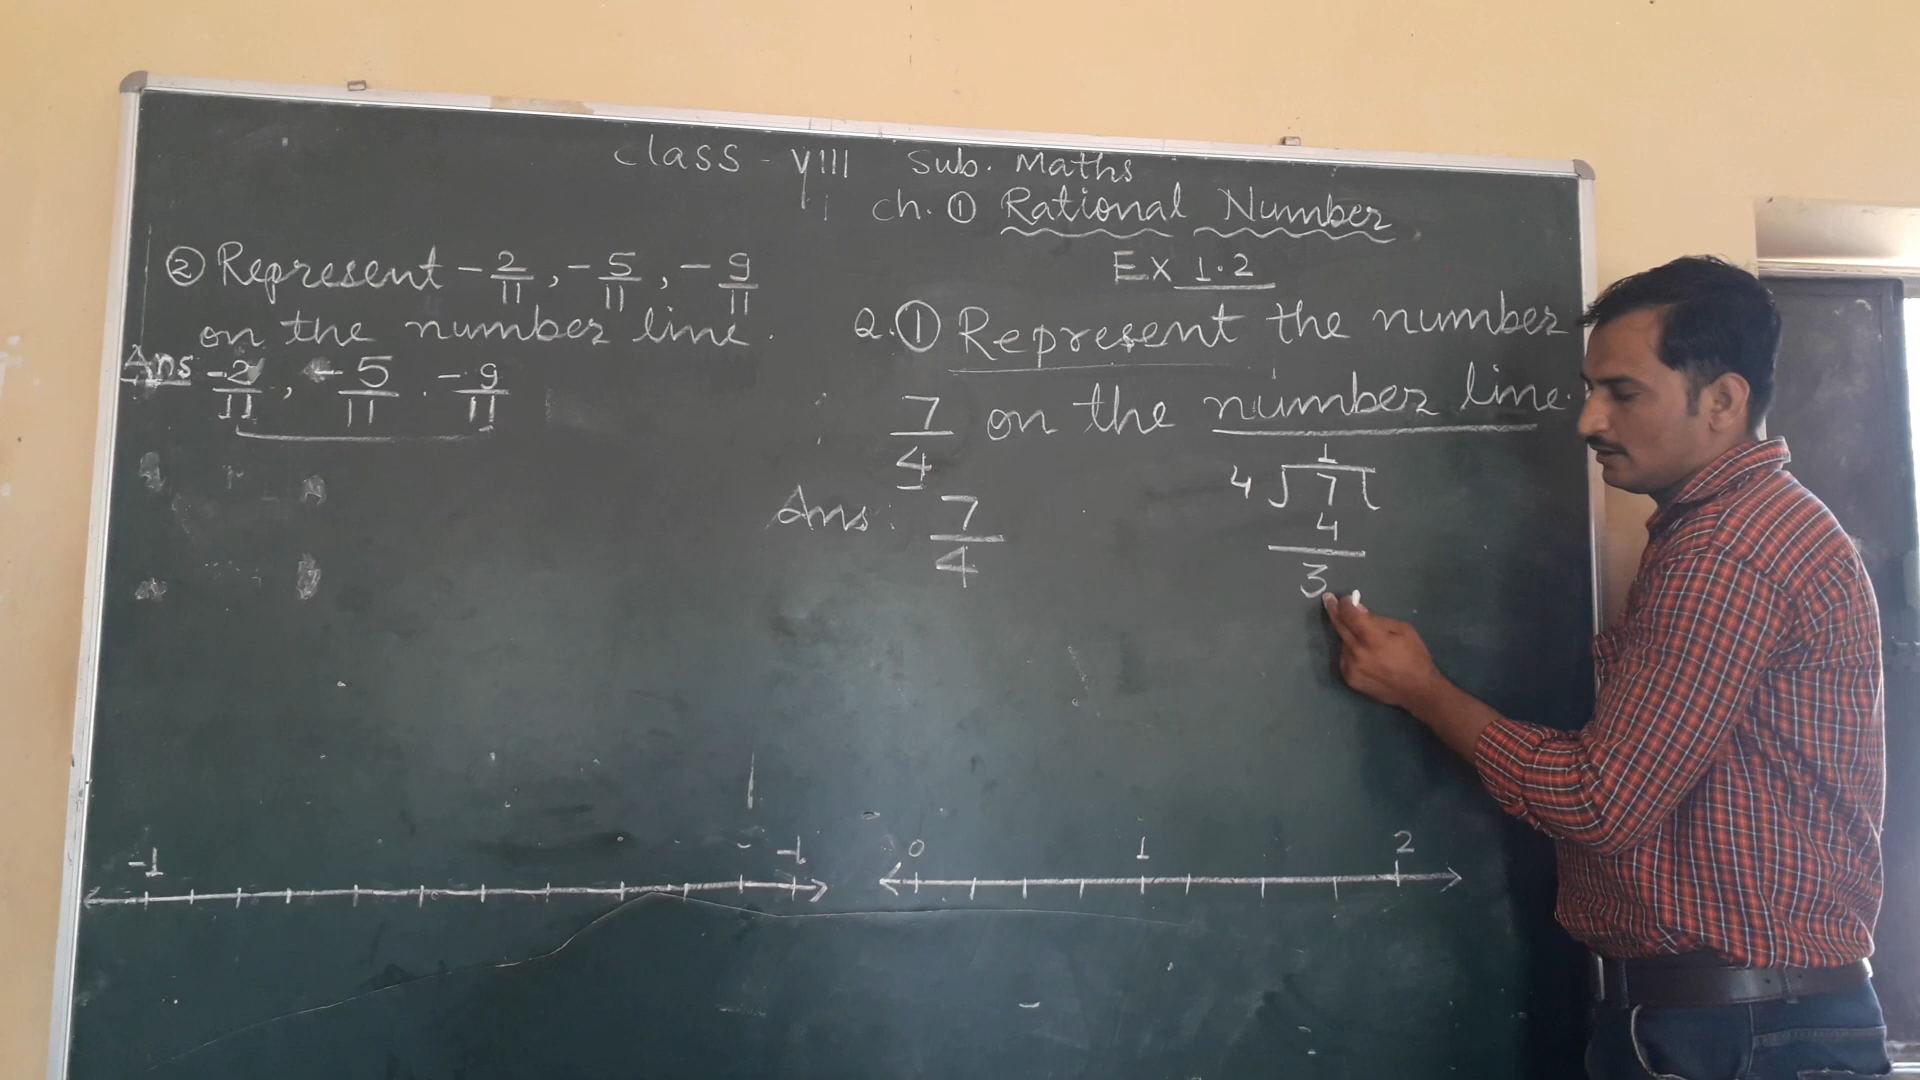 Class - VIII Sub. Maths
Ch. ① Rational Number
Ex 1.2
Q.① Represent the number
7/4 on the number line.
Ans: 7/4
1
4 ) 7 (
4
3
0 1 2
② Represent -2/11, -5/11, -9/11
on the number line.
Ans -2/11, -5/11. -9/11
-1 -1